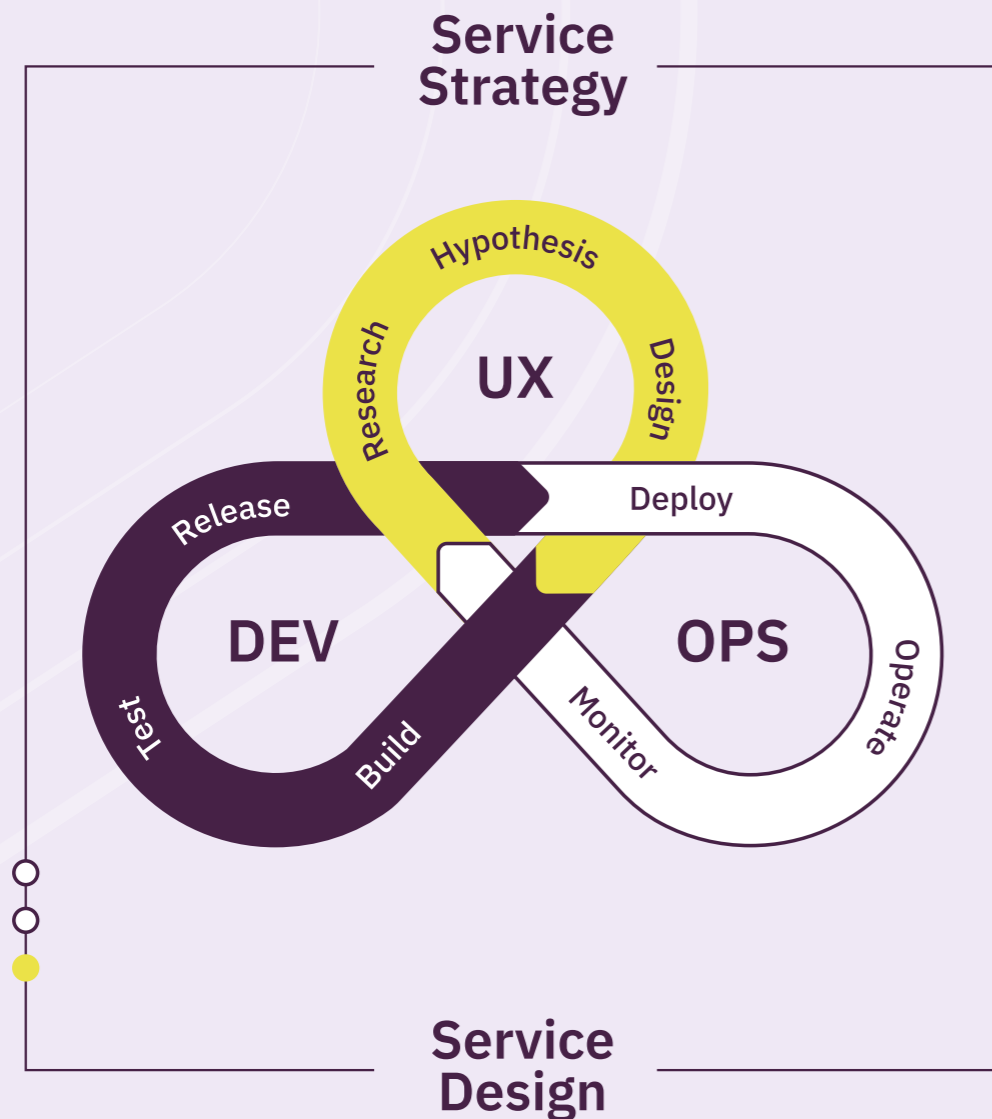 Service
Strategy
Hypothesis
Research
Design
UX
Release
Deploy
DEV
OPS
Test
Build
Monitor
Operate
Service
Design